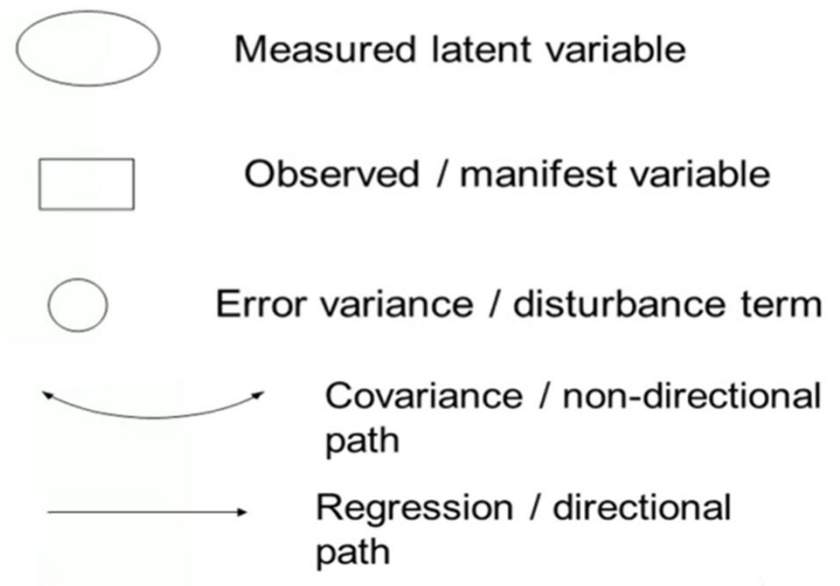 Measured latent variable
Observed / manifest variable
Error variance / disturbance term
Covariance / non-directional
path
Regression / directional
path